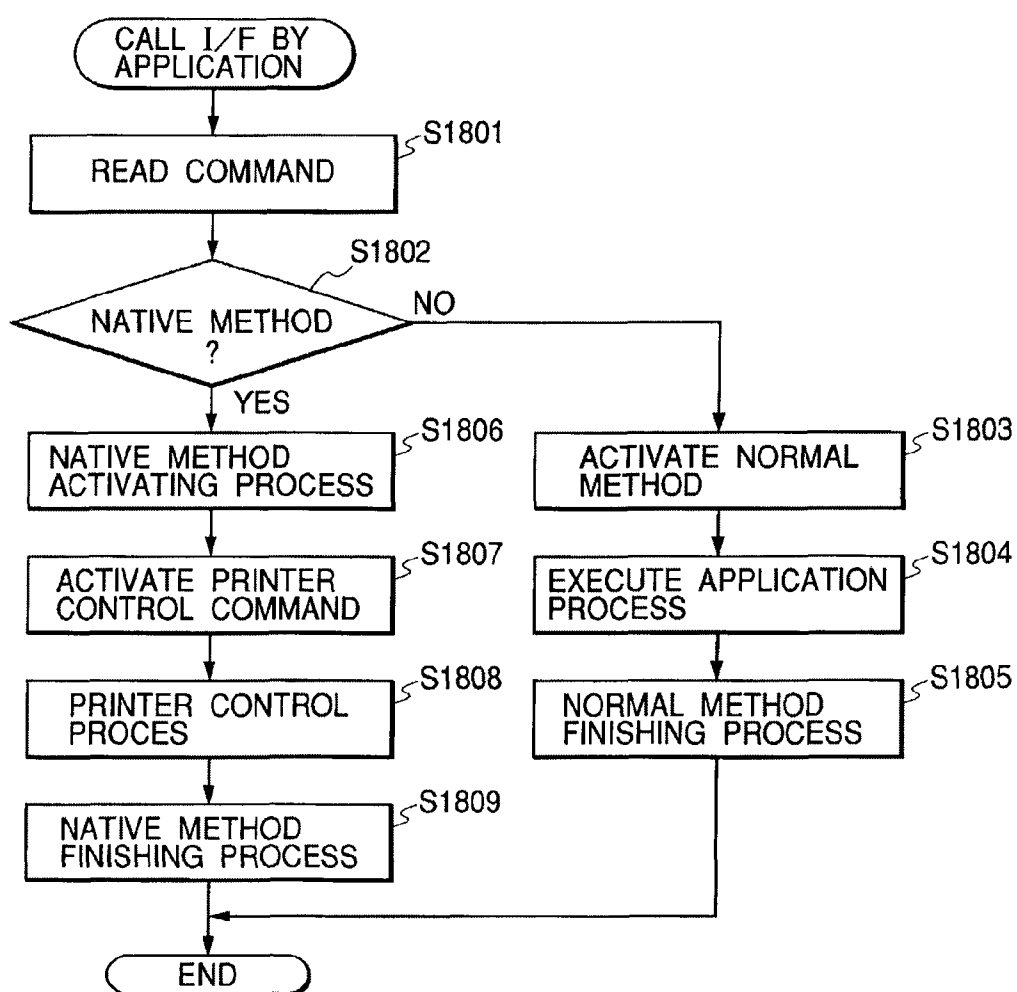 CALL I/F BY
APPLICATION
S1801
READ COMMAND
S1802
NATIVE METHOD
?
NO
YES
S1806
NATIVE METHOD
ACTIVATING PROCESS
S1803
ACTIVATE NORMAL
METHOD
S1807
ACTIVATE PRINTER
CONTROL COMMAND
S1804
EXECUTE APPLICATION
PROCESS
S1808
PRINTER CONTROL
PROCES
S1805
NORMAL METHOD
FINISHING PROCESS
S1809
NATIVE METHOD
FINISHING PROCESS
END